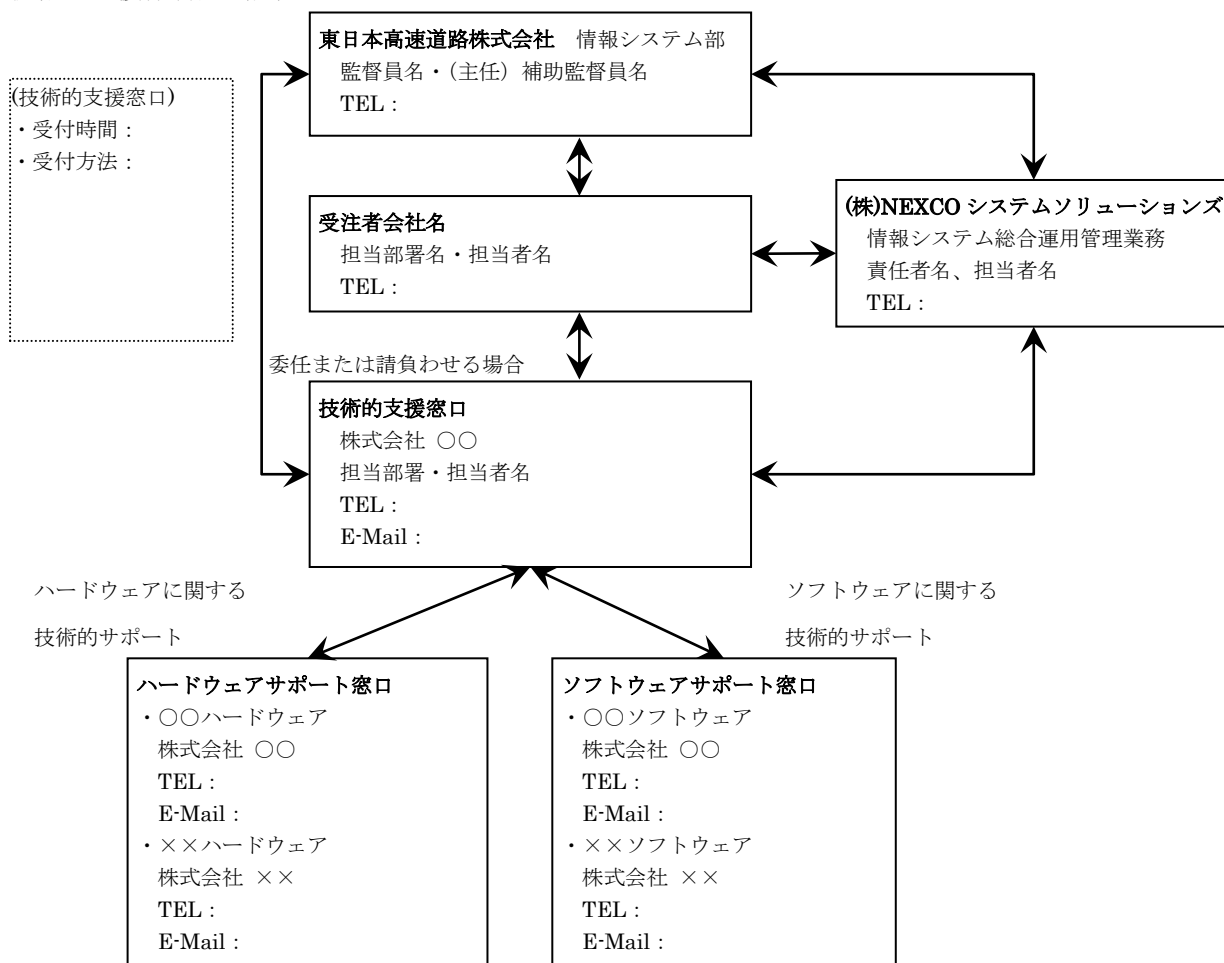 東日本高速道路株式会社 情報システム部
監督員名・(主任) 補助監督員名
TEL：
(技術的支援窓口)
・受付時間：
・受付方法：
受注者会社名
担当部署名・担当者名
TEL：
(株)NEXCO システムソリューションズ
情報システム総合運用管理業務
責任者名、担当者名
TEL：
委任または請負わせる場合
技術的支援窓口
株式会社 ○○
担当部署・担当者名
TEL：
E-Mail：
ハードウェアに関する
技術的サポート
ソフトウェアに関する
技術的サポート
ハードウェアサポート窓口
・○○ハードウェア
株式会社 ○○
TEL：
E-Mail：
・××ハードウェア
株式会社 ××
TEL：
E-Mail：
ソフトウェアサポート窓口
・○○ソフトウェア
株式会社 ○○
TEL：
E-Mail：
・××ソフトウェア
株式会社 ××
TEL：
E-Mail：